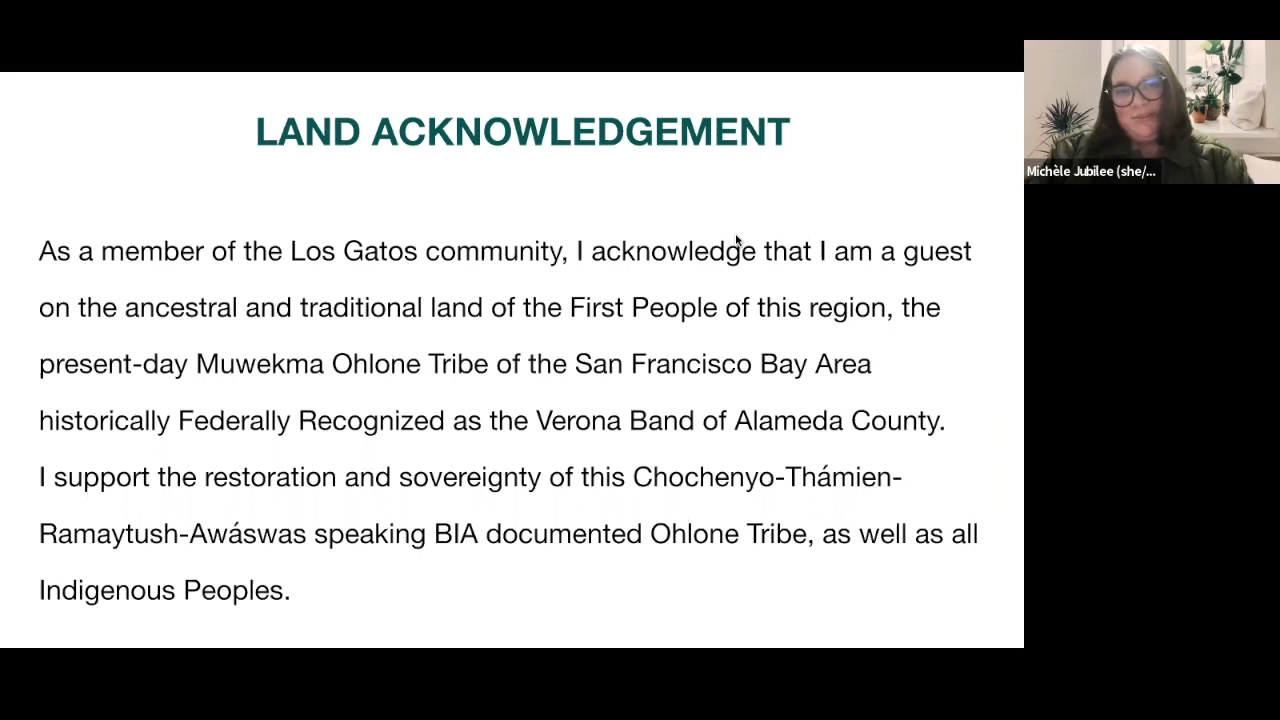 LAND ACKNOWLEDGEMENT
As a member of the Los Gatos community, I acknowledge that I am a guest
on the ancestral and traditional land of the First People of this region, the
present-day Muwekma Ohlone Tribe of the San Francisco Bay Area
historically Federally Recognized as the Verona Band of Alameda County.
I support the restoration and sovereignty of this Chochenyo-Thámien-
Ramaytush-Awáswas speaking BIA documented Ohlone Tribe, as well as all
Indigenous Peoples.
Michèle Jubilee (she/...